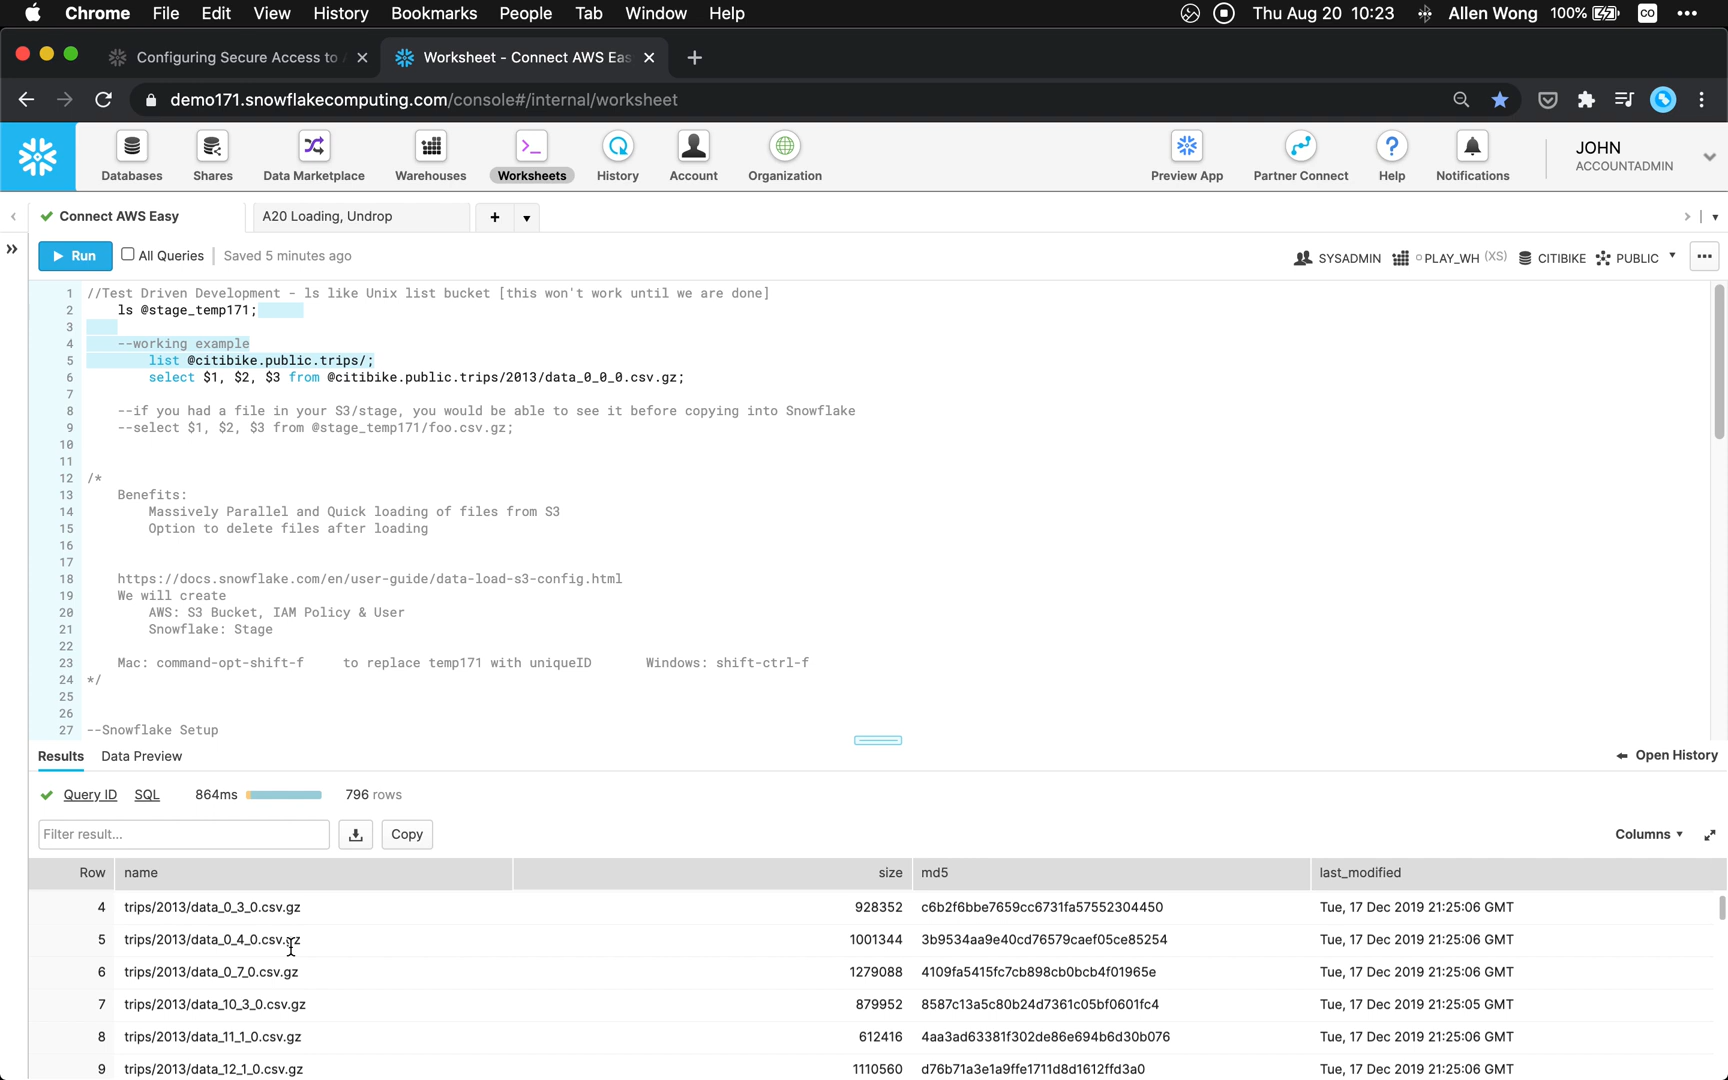 Chrome File Edit View History Bookmarks People Tab Window Help Thu Aug 20 10:23 Allen Wong 100% CO
Configuring Secure Access to A Worksheet - Connect AWS Eas
demo171.snowflakecomputing.com/console#/internal/worksheet
Databases Shares Data Marketplace Warehouses Worksheets History Account Organization Preview App Partner Connect Help Notifications
JOHN
ACCOUNTADMIN
Connect AWS Easy A20 Loading, Undrop
Run All Queries Saved 5 minutes ago SYSADMIN PLAY_WH (XS) CITIBIKE PUBLIC
1 //Test Driven Development - ls like Unix list bucket [this won't work until we are done]
2 ls @stage_temp171;
3
4 --working example
5 list @citibike.public.trips/;
6 select $1, $2, $3 from @citibike.public.trips/2013/data_0_0_0.csv.gz;
7
8 --if you had a file in your S3/stage, you would be able to see it before copying into Snowflake
9 --select $1, $2, $3 from @stage_temp171/foo.csv.gz;
10
11
12 /*
13 Benefits:
14 Massively Parallel and Quick loading of files from S3
15 Option to delete files after loading
16
17
18 https://docs.snowflake.com/en/user-guide/data-load-s3-config.html
19 We will create
20 AWS: S3 Bucket, IAM Policy & User
21 Snowflake: Stage
22
23 Mac: command-opt-shift-f to replace temp171 with uniqueID Windows: shift-ctrl-f
24 */
25
26
27 --Snowflake Setup
Results Data Preview Open History
Query ID SQL 864ms 796 rows
Filter result... Copy Columns
Row name size md5 last_modified
4 trips/2013/data_0_3_0.csv.gz 928352 c6b2f6bbe7659cc6731fa57552304450 Tue, 17 Dec 2019 21:25:06 GMT
5 trips/2013/data_0_4_0.csv.gz 1001344 3b9534aa9e40cd76579caef05ce85254 Tue, 17 Dec 2019 21:25:06 GMT
6 trips/2013/data_0_7_0.csv.gz 1279088 4109fa5415fc7cb898cb0bcb4f01965e Tue, 17 Dec 2019 21:25:06 GMT
7 trips/2013/data_10_3_0.csv.gz 879952 8587c13a5c80b24d7361c05bf0601fc4 Tue, 17 Dec 2019 21:25:05 GMT
8 trips/2013/data_11_1_0.csv.gz 612416 4aa3ad63381f302de86e694b6d30b076 Tue, 17 Dec 2019 21:25:06 GMT
9 trips/2013/data_12_1_0.csv.gz 1110560 d76b71a3e1a9ffe1711d8d1612ffd3a0 Tue, 17 Dec 2019 21:25:06 GMT